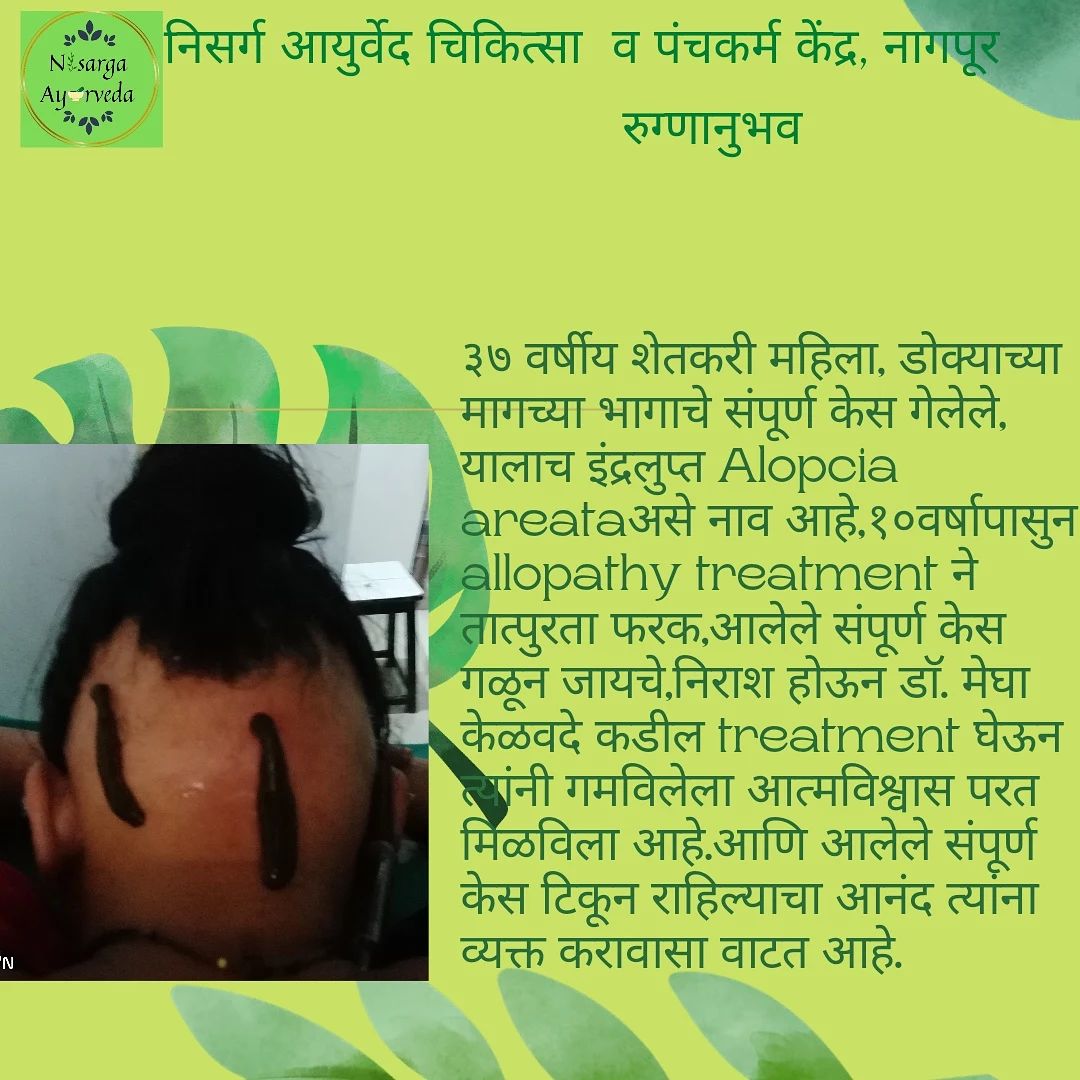 Nisarga
Ayurveda
निसर्ग आयुर्वेद चिकित्सा व पंचकर्म केंद्र, नागपूर
रुग्णानुभव
३७ वर्षीय शेतकरी महिला, डोक्याच्या
मागच्या भागाचे संपूर्ण केस गेलेले,
यालाच इंद्रलुप्त Alopcia
areataअसे नाव आहे,१०वर्षापासुन
allopathy treatment ने
तात्पुरता फरक,आलेले संपूर्ण केस
गळून जायचे,निराश होऊन डॉ. मेघा
केळवदे कडील treatment घेऊन
त्यांनी गमविलेला आत्मविश्वास परत
मिळविला आहे.आणि आलेले संपूर्ण
केस टिकून राहिल्याचा आनंद त्यांना
व्यक्त करावासा वाटत आहे.